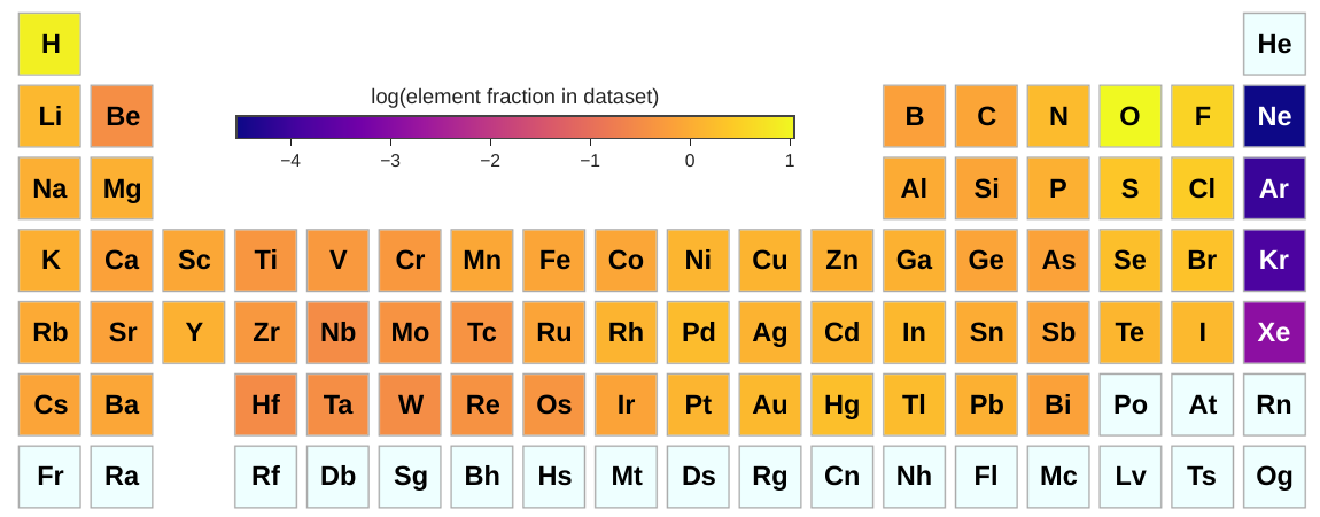 H He
log(element fraction in dataset)
Li Be B C N O F Ne
−4 −3 −2 −1 0 1
Na Mg Al Si P S Cl Ar
K Ca Sc Ti V Cr Mn Fe Co Ni Cu Zn Ga Ge As Se Br Kr
Rb Sr Y Zr Nb Mo Tc Ru Rh Pd Ag Cd In Sn Sb Te I Xe
Cs Ba Hf Ta W Re Os Ir Pt Au Hg Tl Pb Bi Po At Rn
Fr Ra Rf Db Sg Bh Hs Mt Ds Rg Cn Nh Fl Mc Lv Ts Og